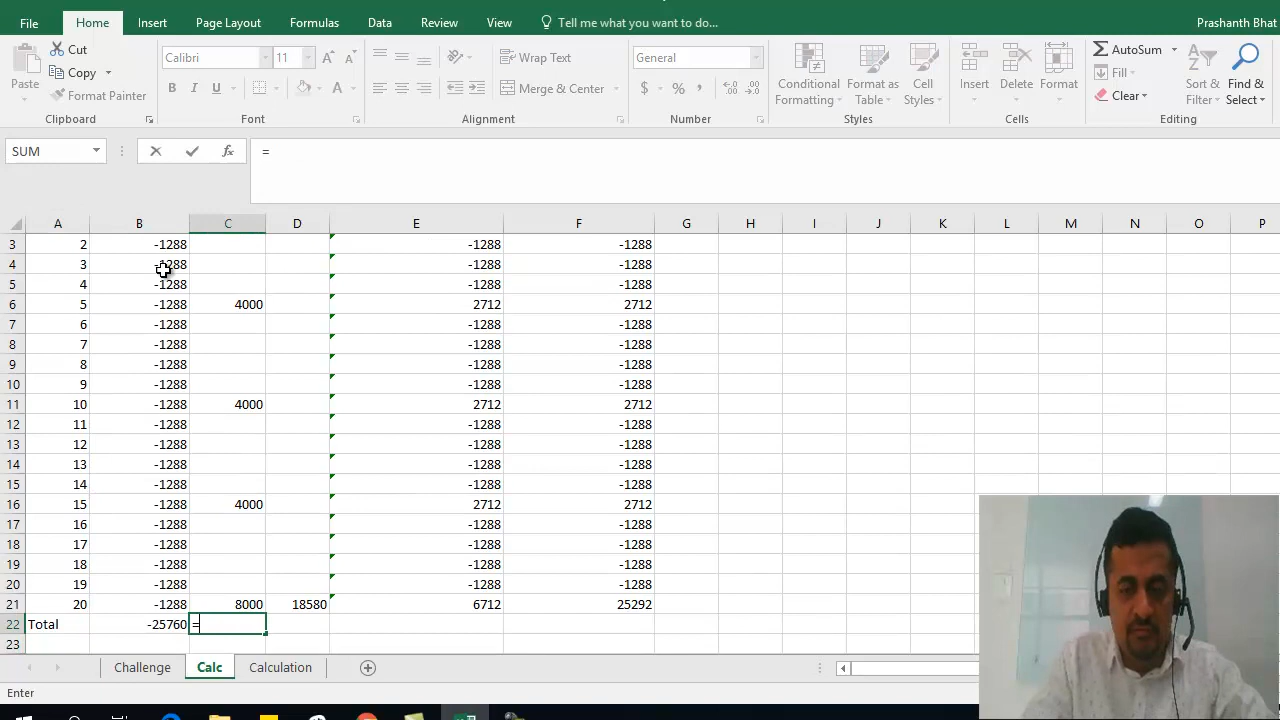 File Home Insert Page Layout Formulas Data Review View Tell me what you want to do... Prashanth Bhat
Paste
Cut
Copy
Format Painter
Clipboard
Calibri 11 A A
B I U A
Font
Wrap Text
Merge & Center
Alignment
General
$ % ,
Number
Conditional Formatting
Format as Table
Cell Styles
Styles
Insert
Delete
Format
Cells
AutoSum
Fill
Clear
Sort & Filter
Find & Select
Editing
SUM fx =
A B C D E F G H I J K L M N O P
3 2 -1288 -1288 -1288
4 3 -1288 -1288 -1288
5 4 -1288 -1288 -1288
6 5 -1288 4000 2712 2712
7 6 -1288 -1288 -1288
8 7 -1288 -1288 -1288
9 8 -1288 -1288 -1288
10 9 -1288 -1288 -1288
11 10 -1288 4000 2712 2712
12 11 -1288 -1288 -1288
13 12 -1288 -1288 -1288
14 13 -1288 -1288 -1288
15 14 -1288 -1288 -1288
16 15 -1288 4000 2712 2712
17 16 -1288 -1288 -1288
18 17 -1288 -1288 -1288
19 18 -1288 -1288 -1288
20 19 -1288 -1288 -1288
21 20 -1288 8000 18580 6712 25292
22 Total -25760 =
23
Challenge Calc Calculation
Enter